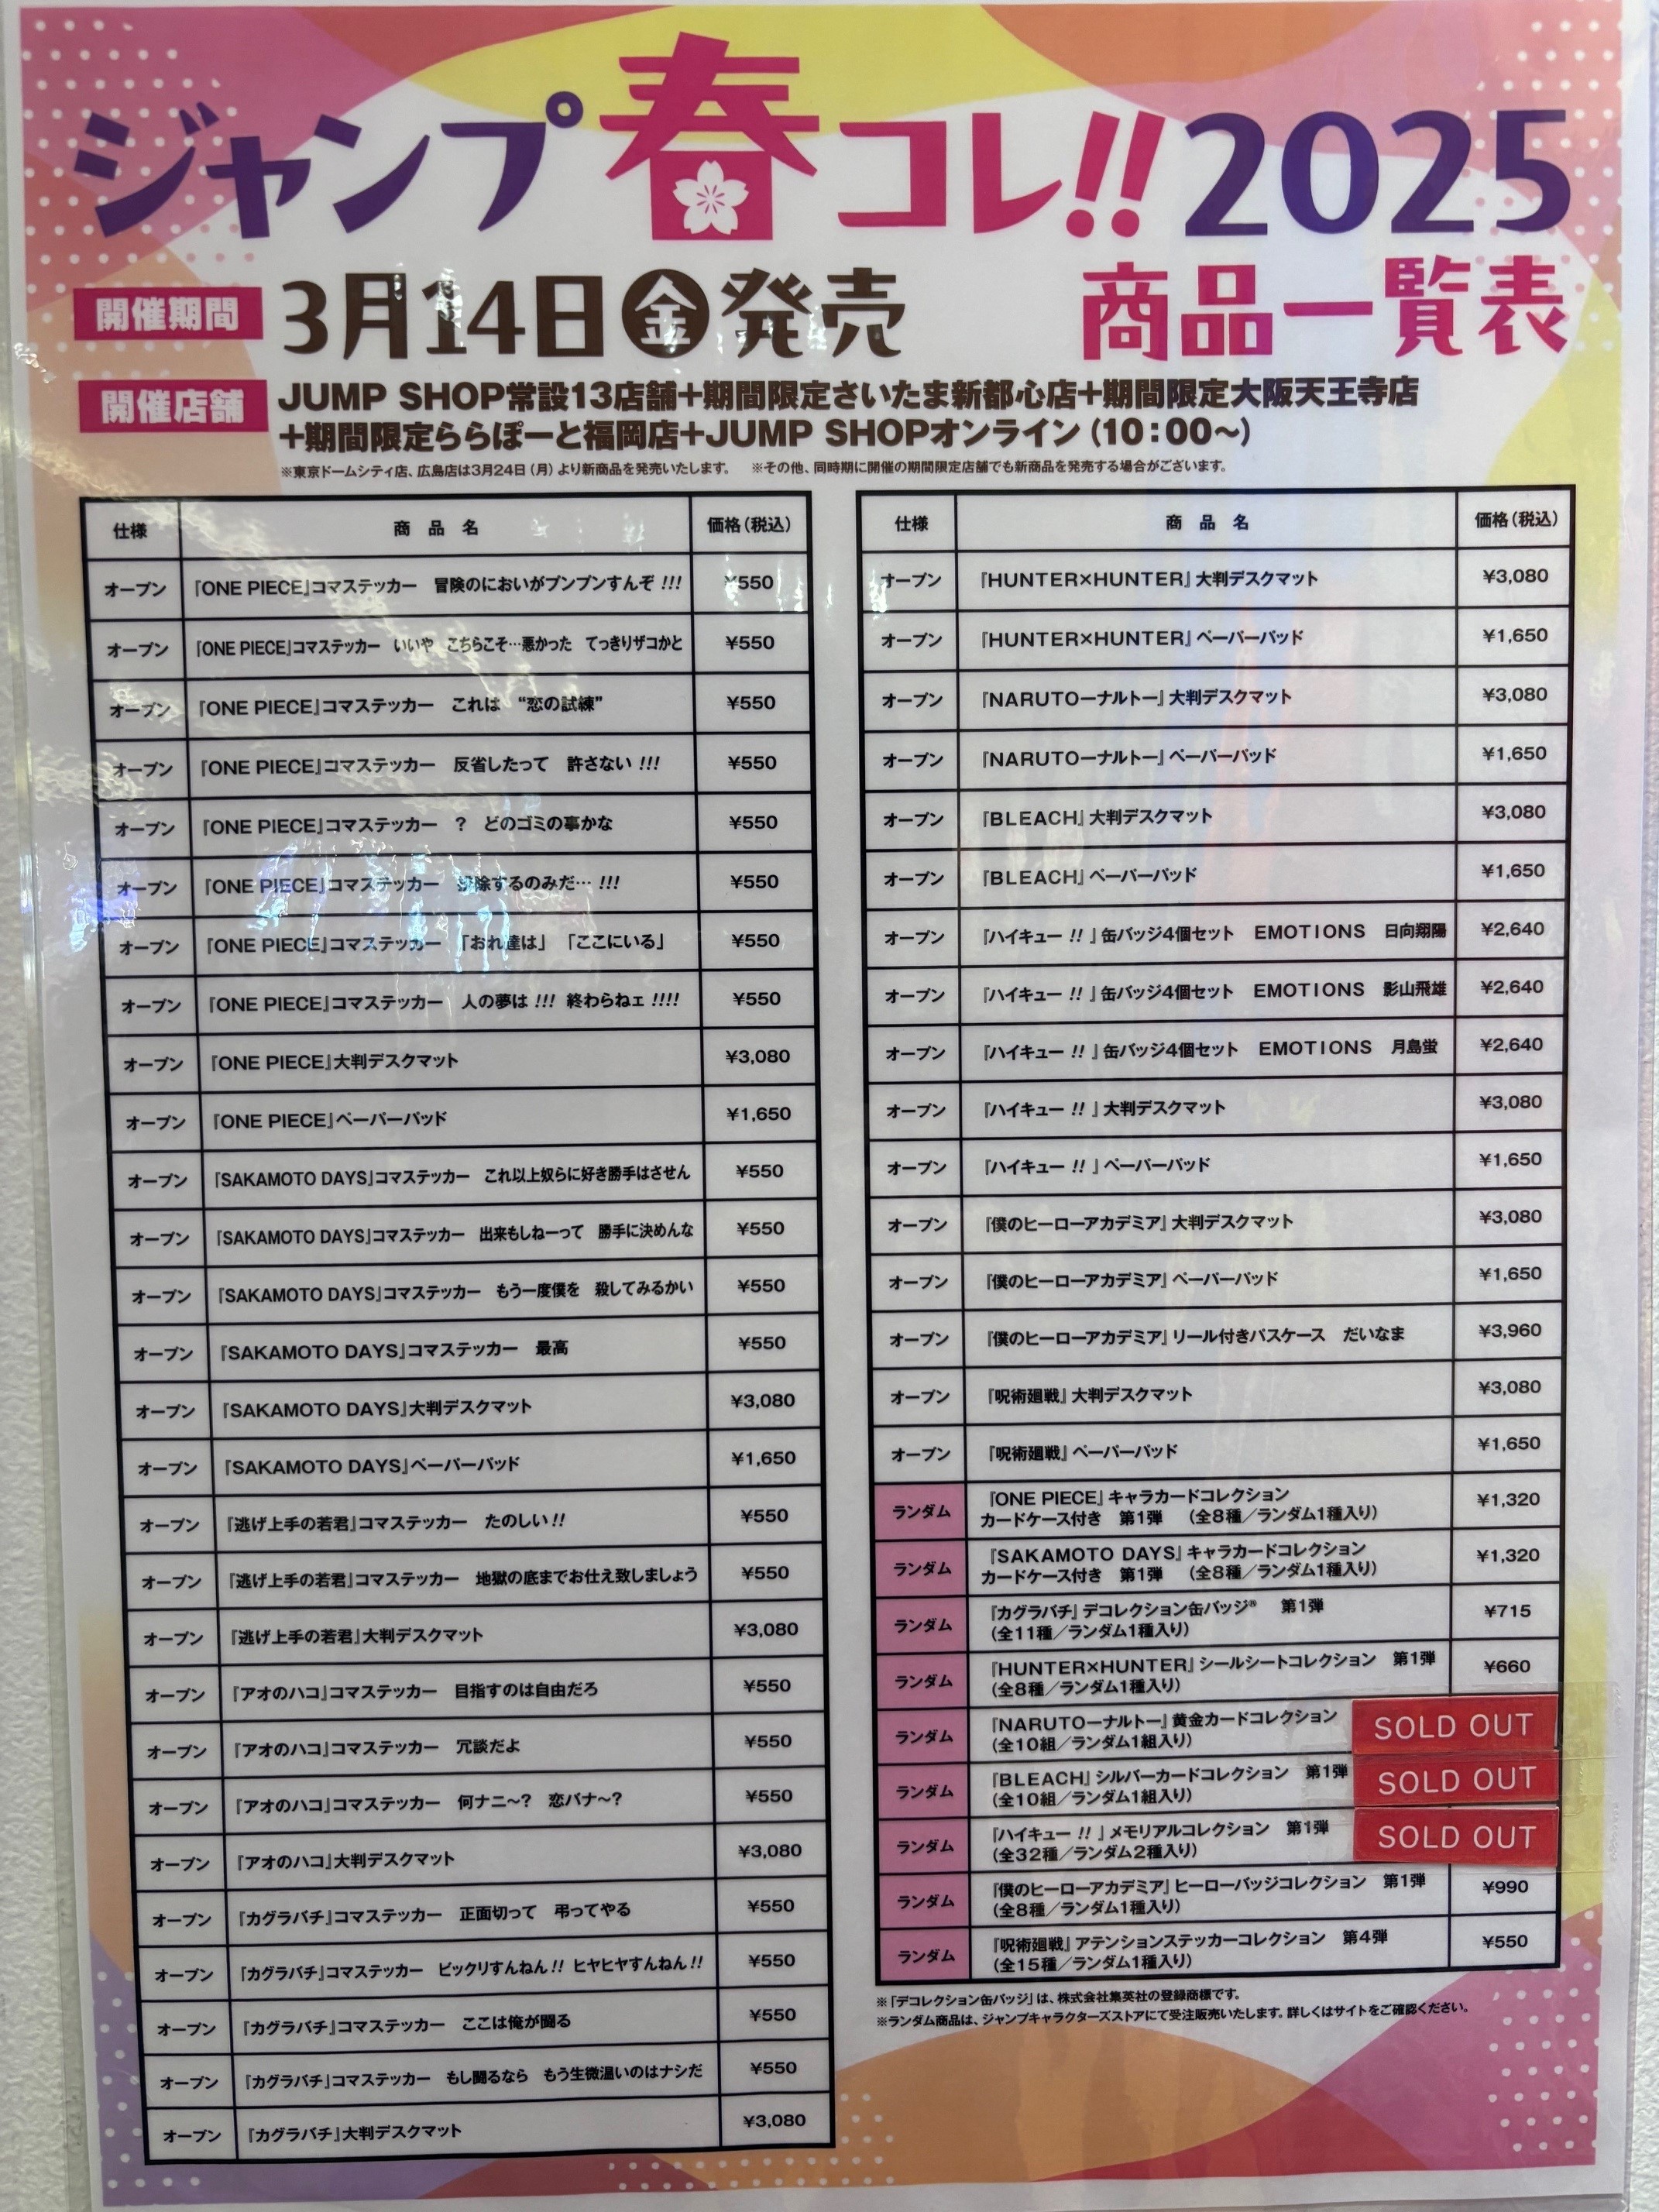 ジャンプ春コレ!!2025
開催期間 3月14日㊎発売 商品一覧表
開催店舗 JUMP SHOP常設13店舗+期間限定さいたま新都心店+期間限定大阪天王寺店
+期間限定ららぽーと福岡店+JUMP SHOPオンライン(10:00~)
※東京ドームシティ店、広島店は3月24日(月)より新商品を発売いたします。 ※その他、同時期に開催の期間限定店舗でも新商品を発売する場合がございます。
仕様 商品名 価格(税込)
オープン 『ONE PIECE』コマステッカー 冒険のにおいがプンプンすんぞ!!! ¥550
オープン 『ONE PIECE』コマステッカー いいや こちらこそ…悪かった てっきりザコかと ¥550
オープン 『ONE PIECE』コマステッカー これは “恋の試練” ¥550
オープン 『ONE PIECE』コマステッカー 反省したって 許さない!!! ¥550
オープン 『ONE PIECE』コマステッカー ? どのゴミの事かな ¥550
オープン 『ONE PIECE』コマステッカー 除するのみだ…!!! ¥550
オープン 『ONE PIECE』コマステッカー 「おれ達は」「ここにいる」 ¥550
オープン 『ONE PIECE』コマステッカー 人の夢は!!! 終わらねェ!!!! ¥550
オープン 『ONE PIECE』大判デスクマット ¥3,080
オープン 『ONE PIECE』ペーパーパッド ¥1,650
オープン 『SAKAMOTO DAYS』コマステッカー これ以上奴らに好き勝手はさせん ¥550
オープン 『SAKAMOTO DAYS』コマステッカー 出来もしねーって 勝手に決めんな ¥550
オープン 『SAKAMOTO DAYS』コマステッカー もう一度僕を 殺してみるかい ¥550
オープン 『SAKAMOTO DAYS』コマステッカー 最高 ¥550
オープン 『SAKAMOTO DAYS』大判デスクマット ¥3,080
オープン 『SAKAMOTO DAYS』ペーパーパッド ¥1,650
オープン 『逃げ上手の若君』コマステッカー たのしい!! ¥550
オープン 『逃げ上手の若君』コマステッカー 地獄の底までお仕え致しましょう ¥550
オープン 『逃げ上手の若君』大判デスクマット ¥3,080
オープン 『アオのハコ』コマステッカー 目指すのは自由だろ ¥550
オープン 『アオのハコ』コマステッカー 冗談だよ ¥550
オープン 『アオのハコ』コマステッカー 何ナニ~? 恋バナ~? ¥550
オープン 『アオのハコ』大判デスクマット ¥3,080
オープン 『カグラバチ』コマステッカー 正面切って 弔ってやる ¥550
オープン 『カグラバチ』コマステッカー ビックリすんねん!! ヒヤヒヤすんねん!! ¥550
オープン 『カグラバチ』コマステッカー ここは俺が闘る ¥550
オープン 『カグラバチ』コマステッカー もし闘るなら もう生微温いのはナシだ ¥550
オープン 『カグラバチ』大判デスクマット ¥3,080
仕様 商品名 価格(税込)
オープン 『HUNTER×HUNTER』大判デスクマット ¥3,080
オープン 『HUNTER×HUNTER』ペーパーパッド ¥1,650
オープン 『NARUTO―ナルト―』大判デスクマット ¥3,080
オープン 『NARUTO―ナルト―』ペーパーパッド ¥1,650
オープン 『BLEACH』大判デスクマット ¥3,080
オープン 『BLEACH』ペーパーパッド ¥1,650
オープン 『ハイキュー!!』缶バッジ4個セット EMOTIONS 日向翔陽 ¥2,640
オープン 『ハイキュー!!』缶バッジ4個セット EMOTIONS 影山飛雄 ¥2,640
オープン 『ハイキュー!!』缶バッジ4個セット EMOTIONS 月島蛍 ¥2,640
オープン 『ハイキュー!!』大判デスクマット ¥3,080
オープン 『ハイキュー!!』ペーパーパッド ¥1,650
オープン 『僕のヒーローアカデミア』大判デスクマット ¥3,080
オープン 『僕のヒーローアカデミア』ペーパーパッド ¥1,650
オープン 『僕のヒーローアカデミア』リール付きパスケース だいなま ¥3,960
オープン 『呪術廻戦』大判デスクマット ¥3,080
オープン 『呪術廻戦』ペーパーパッド ¥1,650
ランダム 『ONE PIECE』キャラカードコレクション ¥1,320
カードケース付き 第1弾 (全8種/ランダム1種入り)
ランダム 『SAKAMOTO DAYS』キャラカードコレクション ¥1,320
カードケース付き 第1弾 (全8種/ランダム1種入り)
ランダム 『カグラバチ』デコレクション缶バッジ® 第1弾 ¥715
(全11種/ランダム1種入り)
ランダム 『HUNTER×HUNTER』シールシートコレクション 第1弾 ¥660
(全8種/ランダム1種入り)
ランダム 『NARUTO―ナルト―』黄金カードコレクション SOLD OUT
(全10組/ランダム1組入り)
ランダム 『BLEACH』シルバーカードコレクション 第1弾 SOLD OUT
(全10組/ランダム1組入り)
ランダム 『ハイキュー!!』メモリアルコレクション 第1弾 SOLD OUT
(全32種/ランダム2種入り)
ランダム 『僕のヒーローアカデミア』ヒーローバッジコレクション 第1弾 ¥990
(全8種/ランダム1種入り)
ランダム 『呪術廻戦』アテンションステッカーコレクション 第4弾 ¥550
(全15種/ランダム1種入り)
※「デコレクション缶バッジ」は、株式会社集英社の登録商標です。
※ランダム商品は、ジャンプキャラクターズストアにて受注販売いたします。詳しくはサイトをご確認ください。